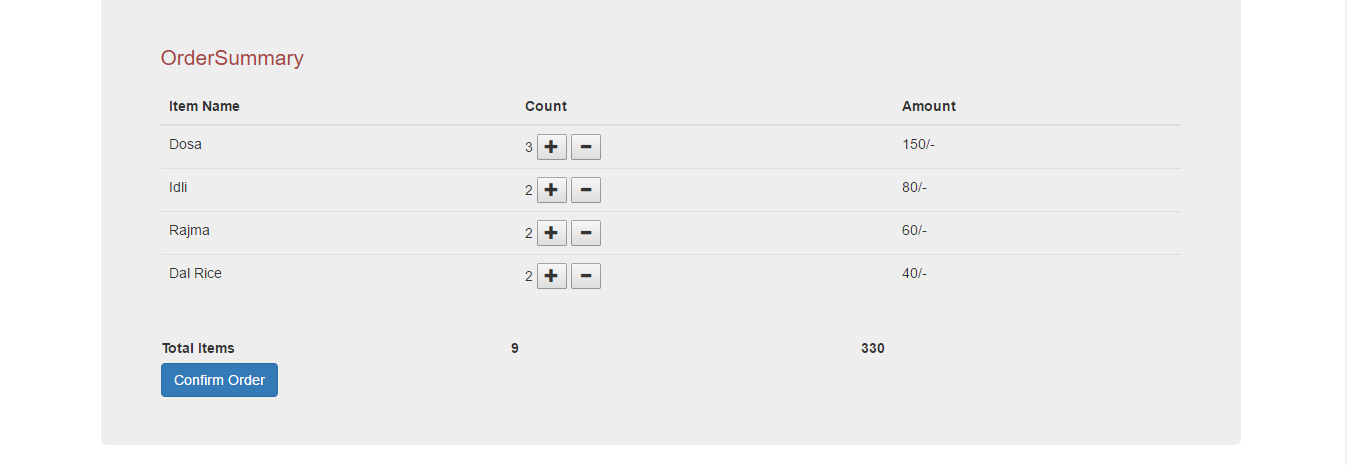 OrderSummary
Item Name Count Amount
Dosa 3 150/-
Idli 2 80/-
Rajma 2 60/-
Dal Rice 2 40/-
Total Items 9 330
Confirm Order